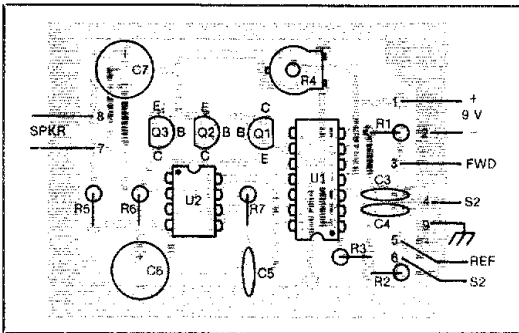 +
C7
R4
8
SPKR
7
E
Q3
B
C
E
Q2
B
C
C
B
Q1
E
1
+
9 V
R1
2
−
3
FWD
U1
C3
C4
4
S2
9
U2
R5
R6
R7
+
C6
C5
R3
5
6
REF
R2
S2